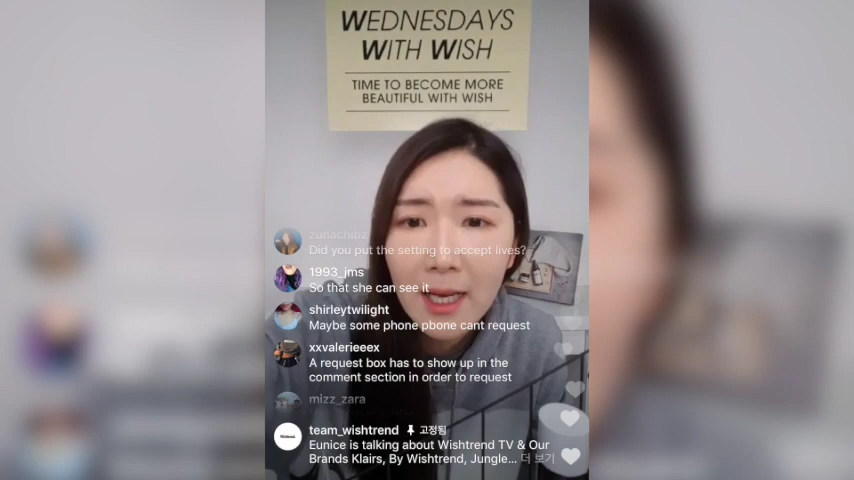 WEDNESDAYS
WITH WISH
TIME TO BECOME MORE
BEAUTIFUL WITH WISH
zunachibz
Did you put the setting to accept lives?
1993_jms
So that she can see it
shirleytwilight
Maybe some phone pbone cant request
xxvalerieeex
A request box has to show up in the
comment section in order to request
mizz_zara
team_wishtrend 고정됨
Eunice is talking about Wishtrend TV & Our
Brands Klairs, By Wishtrend, Jungle... 더 보기